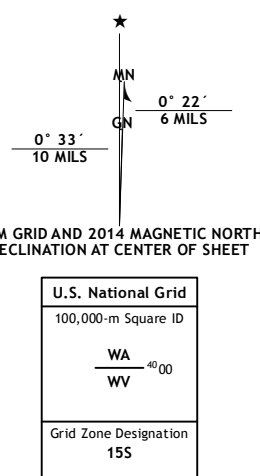 ★
MN
0° 22´
6 MILS
GN
0° 33´
10 MILS
M GRID AND 2014 MAGNETIC NORTH
ECLINATION AT CENTER OF SHEET
U.S. National Grid
100,000-m Square ID
WA
4000
WV
Grid Zone Designation
15S